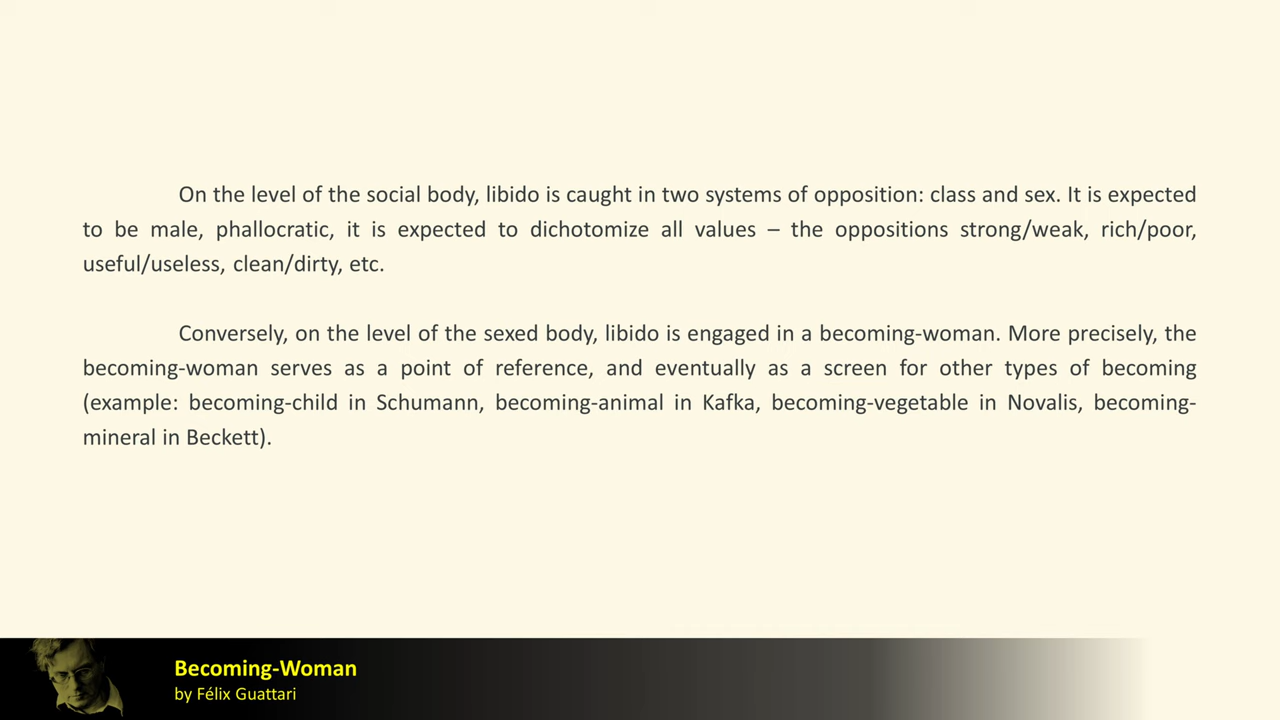 On the level of the social body, libido is caught in two systems of opposition: class and sex. It is expected
to be male, phallocratic, it is expected to dichotomize all values – the oppositions strong/weak, rich/poor,
useful/useless, clean/dirty, etc.
Conversely, on the level of the sexed body, libido is engaged in a becoming-woman. More precisely, the
becoming-woman serves as a point of reference, and eventually as a screen for other types of becoming
(example: becoming-child in Schumann, becoming-animal in Kafka, becoming-vegetable in Novalis, becoming-
mineral in Beckett).
Becoming-Woman
by Félix Guattari